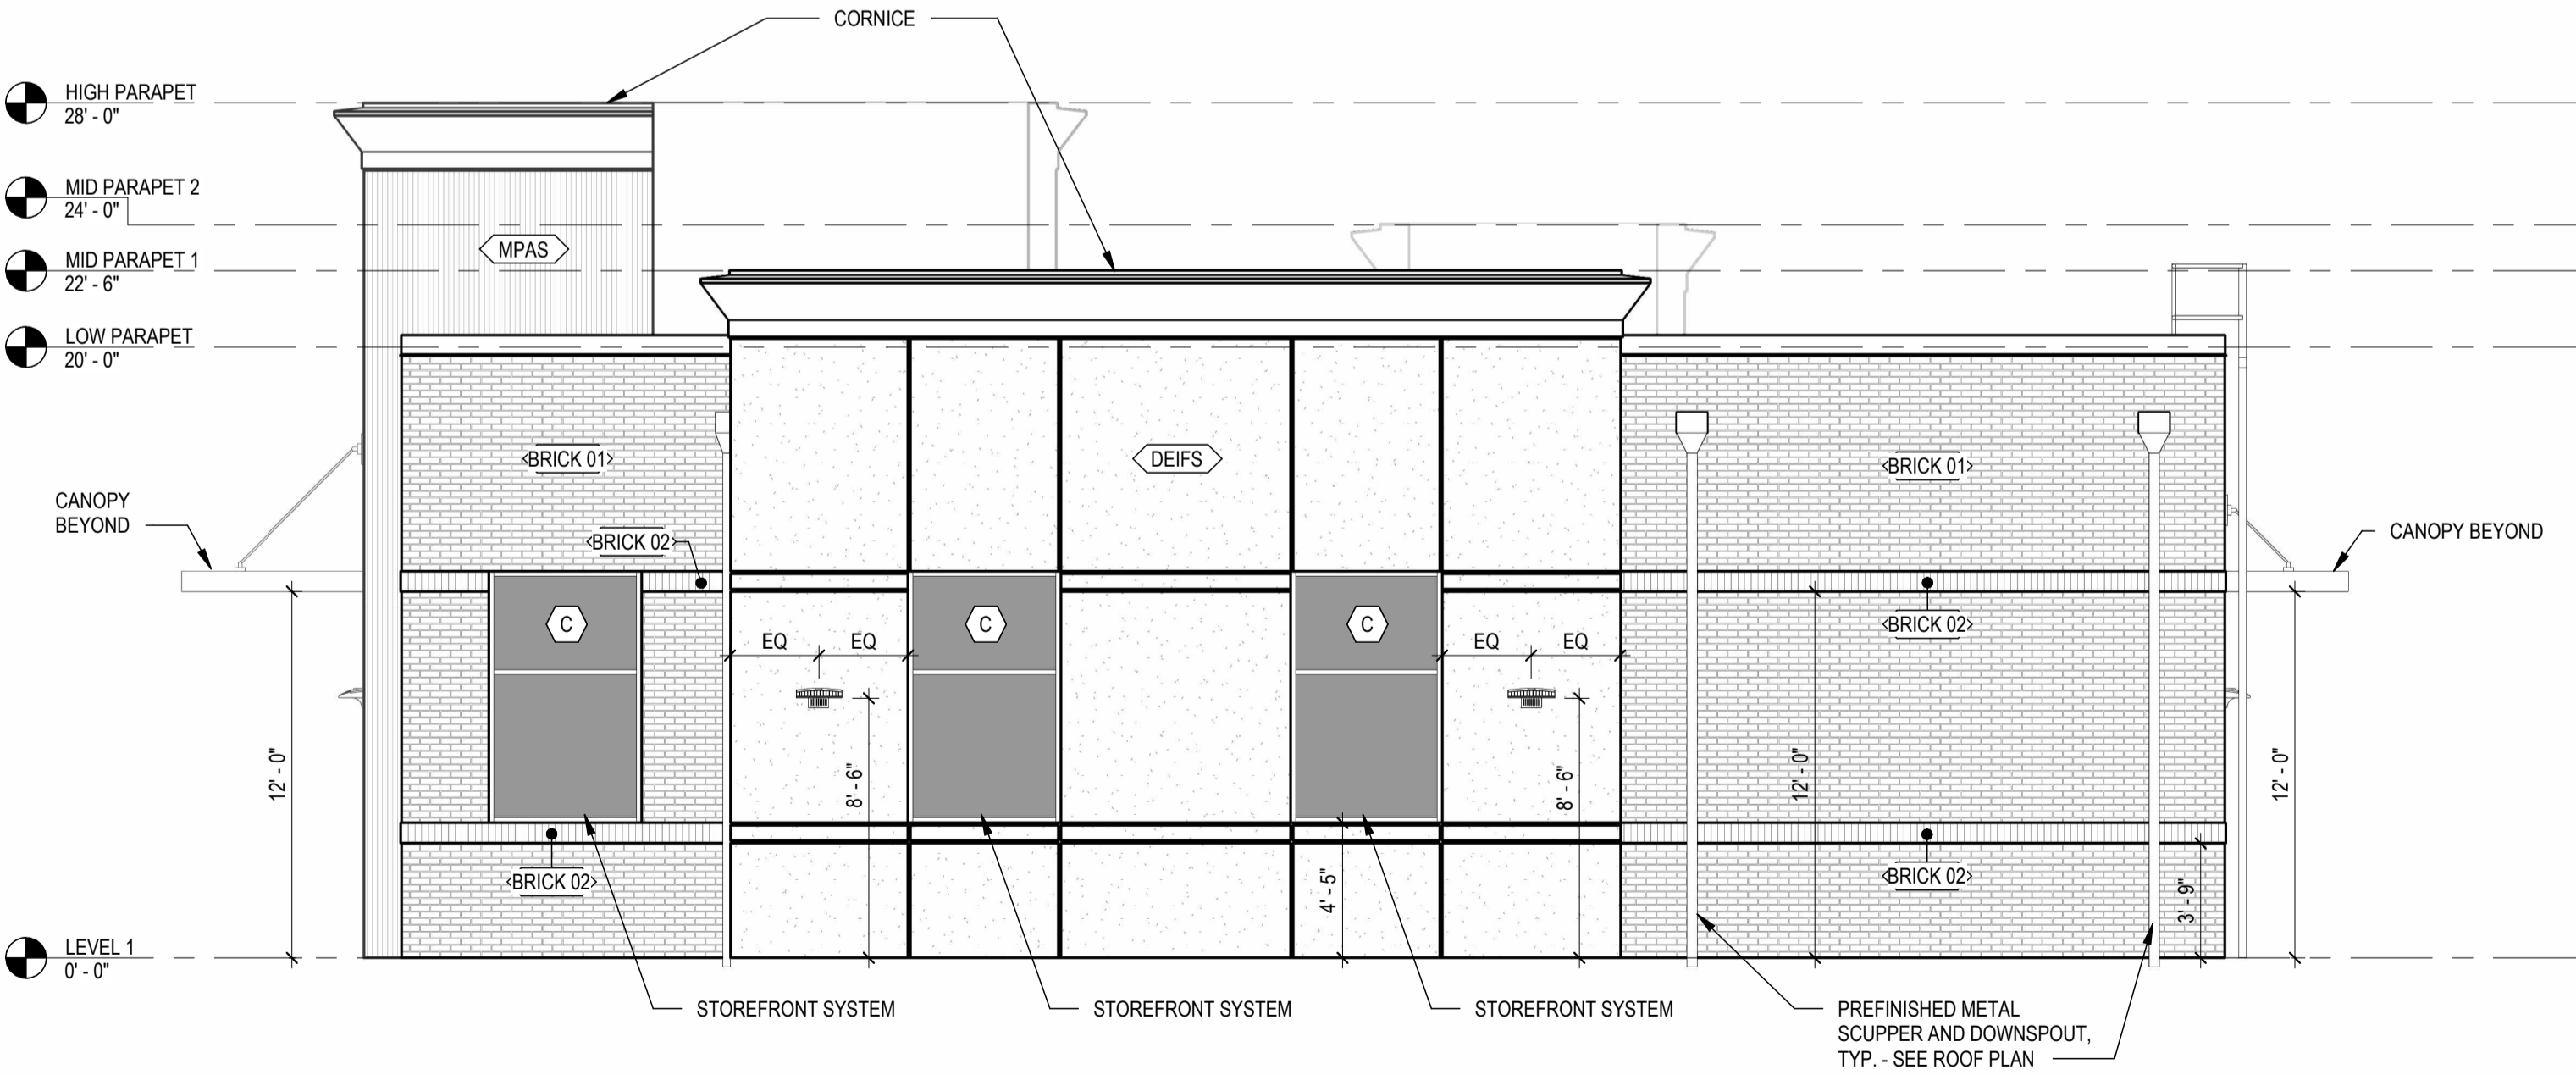 CORNICE
HIGH PARAPET
28' - 0"
MID PARAPET 2
24' - 0"
MPAS
MID PARAPET 1
22' - 6"
LOW PARAPET
20' - 0"
BRICK 01
DEIFS
BRICK 01
CANOPY
BEYOND
BRICK 02
CANOPY BEYOND
C
C
C
BRICK 02
EQ
EQ
EQ
EQ
12' - 0"
8' - 6"
8' - 6"
12' - 0"
12' - 0"
BRICK 02
4' - 5"
BRICK 02
3' - 9"
LEVEL 1
0' - 0"
STOREFRONT SYSTEM
STOREFRONT SYSTEM
STOREFRONT SYSTEM
PREFINISHED METAL
SCUPPER AND DOWNSPOUT,
TYP. - SEE ROOF PLAN